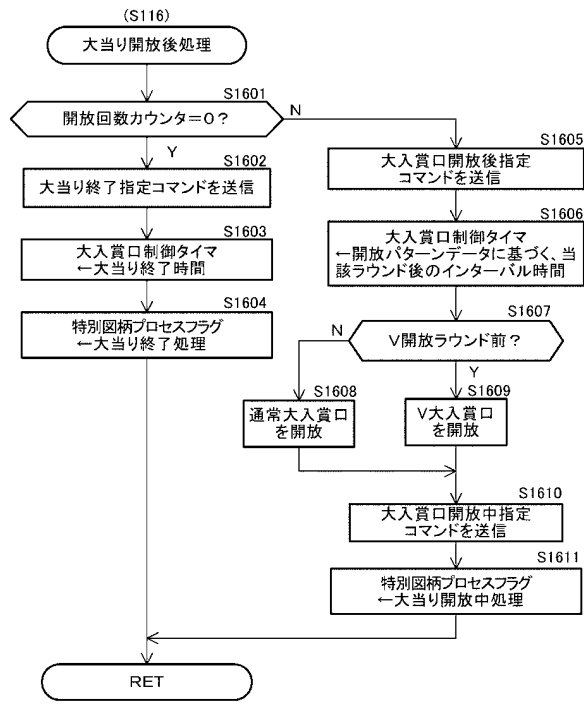 (S116)
大当り開放後処理
S1601
開放回数カウンタ=0?
N
Y
S1602
大当り終了指定コマンドを送信
S1603
大入賞口制御タイマ
←大当り終了時間
S1604
特別図柄プロセスフラグ
←大当り終了処理
S1605
大入賞口開放後指定
コマンドを送信
S1606
大入賞口制御タイマ
←開放パターンデータに基づく、当
該ラウンド後のインターバル時間
S1607
V開放ラウンド前?
N
Y
S1608
通常大入賞口
を開放
S1609
V大入賞口
を開放
S1610
大入賞口開放中指定
コマンドを送信
S1611
特別図柄プロセスフラグ
←大当り開放中処理
RET